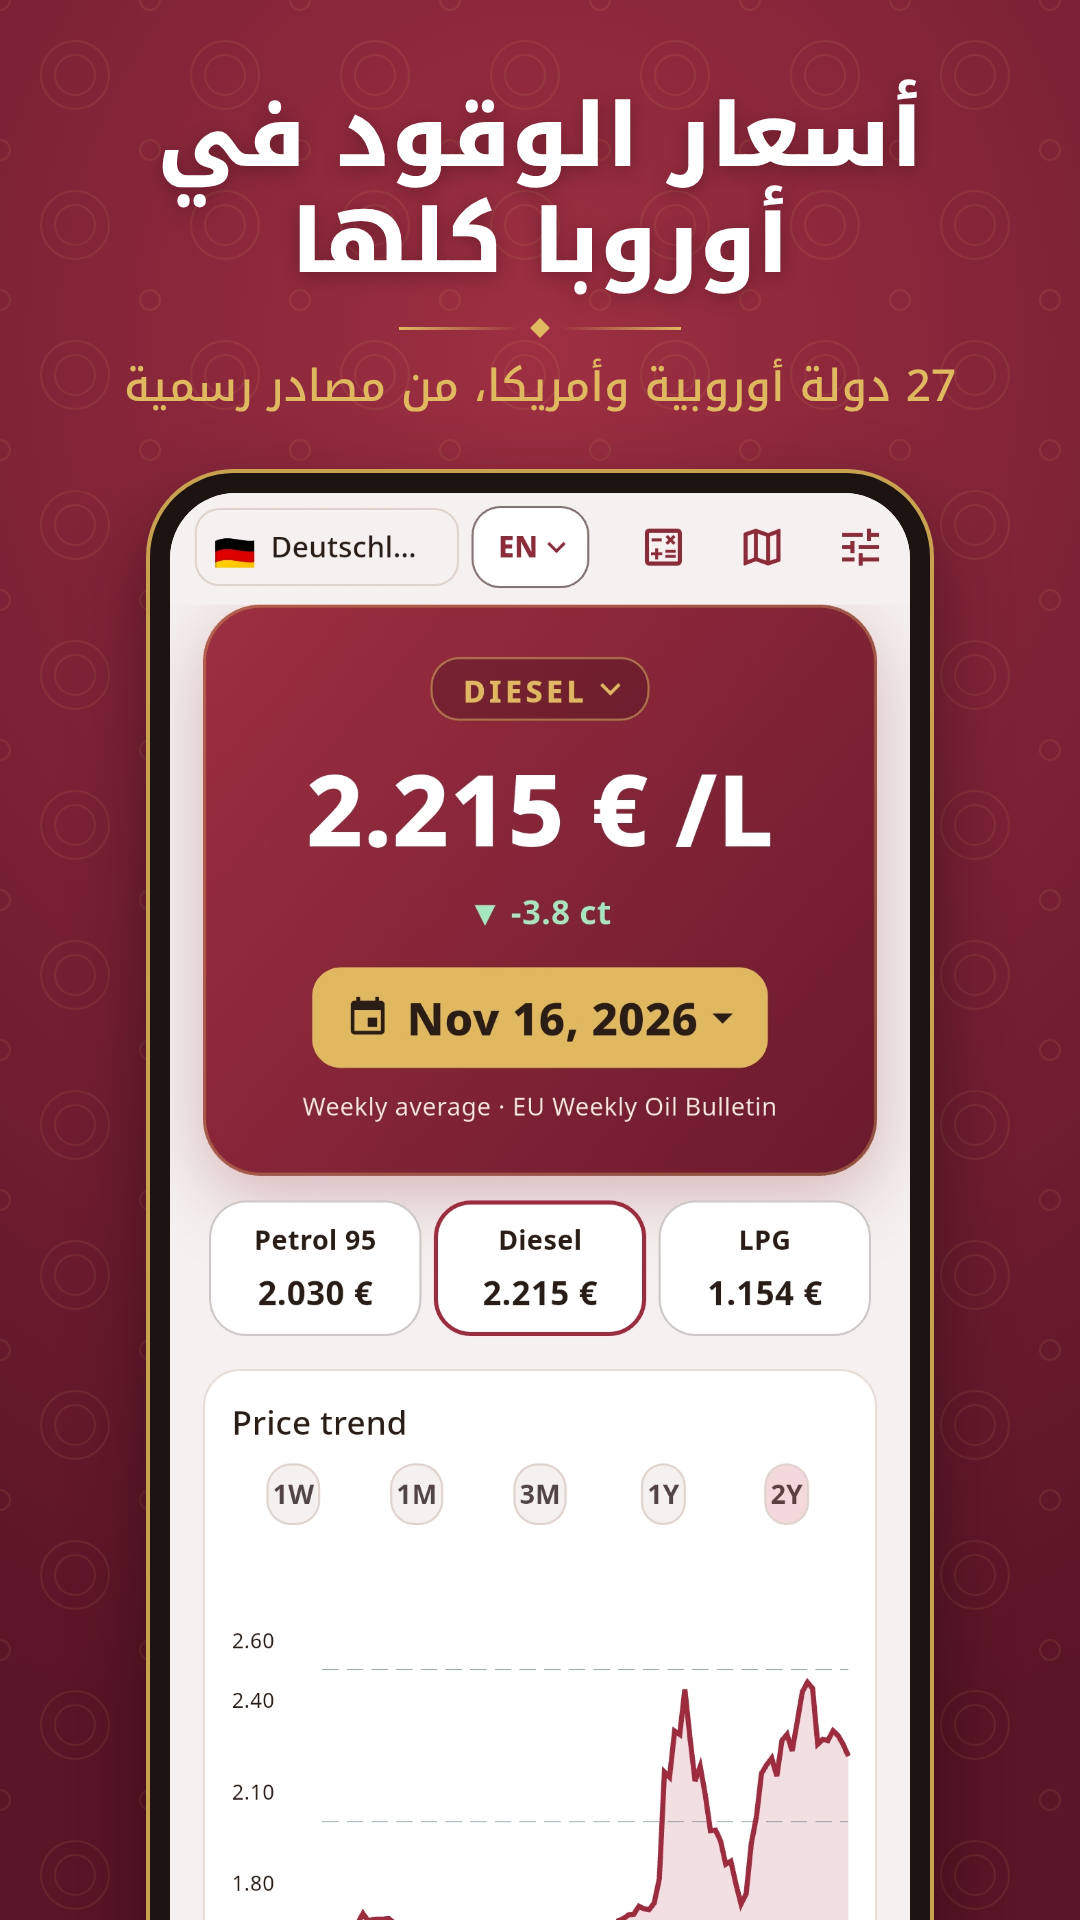 أسعار الوقود في
أوروبا كلها
27 دولة أوروبية وأمريكا، من مصادر رسمية
Deutschl...
EN
DIESEL
2.215 € /L
▼ -3.8 ct
Nov 16, 2026
Weekly average · EU Weekly Oil Bulletin
Petrol 95
2.030 €
Diesel
2.215 €
LPG
1.154 €
Price trend
1W 1M 3M 1Y 2Y
2.60
2.40
2.10
1.80